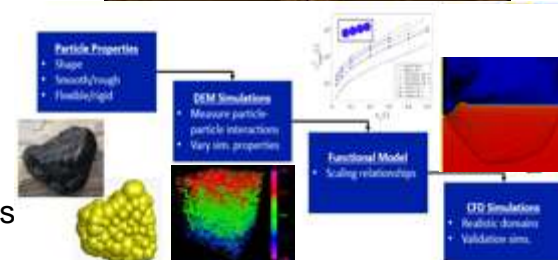 Particle Properties
• Shape
• Smooth/rough
• Flexible/rigid
DEM Simulations
• Measure particle-
particle interactions
• Vary sim. properties
Functional Model
• Scaling relationships
CFD Simulations
• Realistic domains
• Validation sims.
s